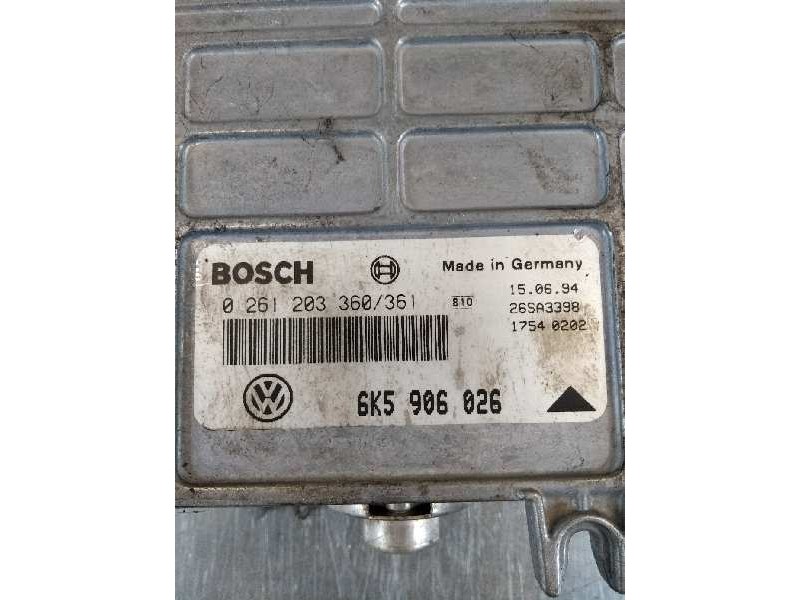 BOSCH
Made in Germany
0 261 203 360/361
810
15.06.94
26SA3398
1754 0202
VW
6K5 906 026